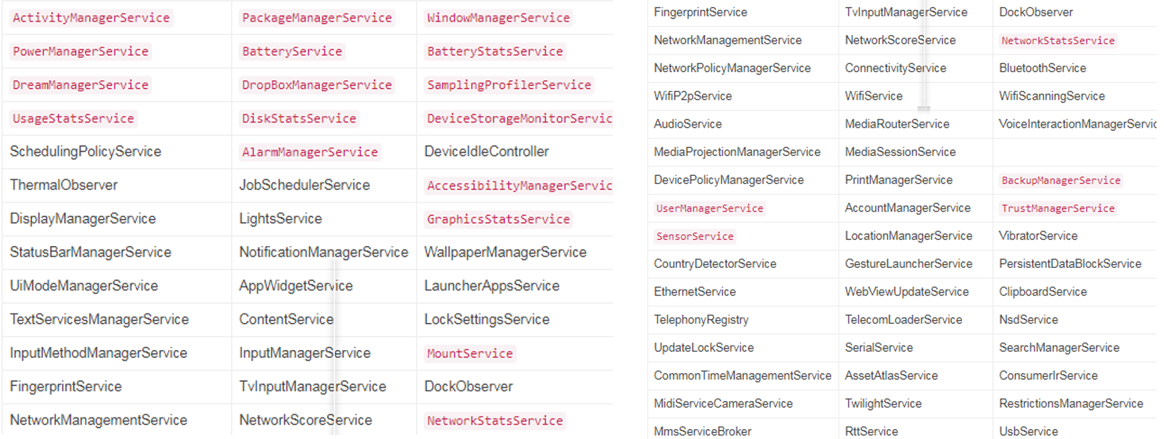 ActivityManagerService PackageManagerService WindowManagerService
PowerManagerService BatteryService BatteryStatsService
DreamManagerService DropBoxManagerService SamplingProfilerService
UsageStatsService DiskStatsService DeviceStorageMonitorServic
SchedulingPolicyService AlarmManagerService DeviceIdleController
ThermalObserver JobSchedulerService AccessibilityManagerServic
DisplayManagerService LightsService GraphicsStatsService
StatusBarManagerService NotificationManagerService WallpaperManagerService
UiModeManagerService AppWidgetService LauncherAppsService
TextServicesManagerService ContentService LockSettingsService
InputMethodManagerService InputManagerService MountService
FingerprintService TvInputManagerService DockObserver
NetworkManagementService NetworkScoreService NetworkStatsService
FingerprintService TvInputManagerService DockObserver
NetworkManagementService NetworkScoreService NetworkStatsService
NetworkPolicyManagerService ConnectivityService BluetoothService
WifiP2pService WifiService WifiScanningService
AudioService MediaRouterService VoiceInteractionManagerServic
MediaProjectionManagerService MediaSessionService
DevicePolicyManagerService PrintManagerService BackupManagerService
UserManagerService AccountManagerService TrustManagerService
SensorService LocationManagerService VibratorService
CountryDetectorService GestureLauncherService PersistentDataBlockService
EthernetService WebViewUpdateService ClipboardService
TelephonyRegistry TelecomLoaderService NsdService
UpdateLockService SerialService SearchManagerService
CommonTimeManagementService AssetAtlasService ConsumerIrService
MidiServiceCameraService TwilightService RestrictionsManagerService
MmsServiceBroker RttService UsbService